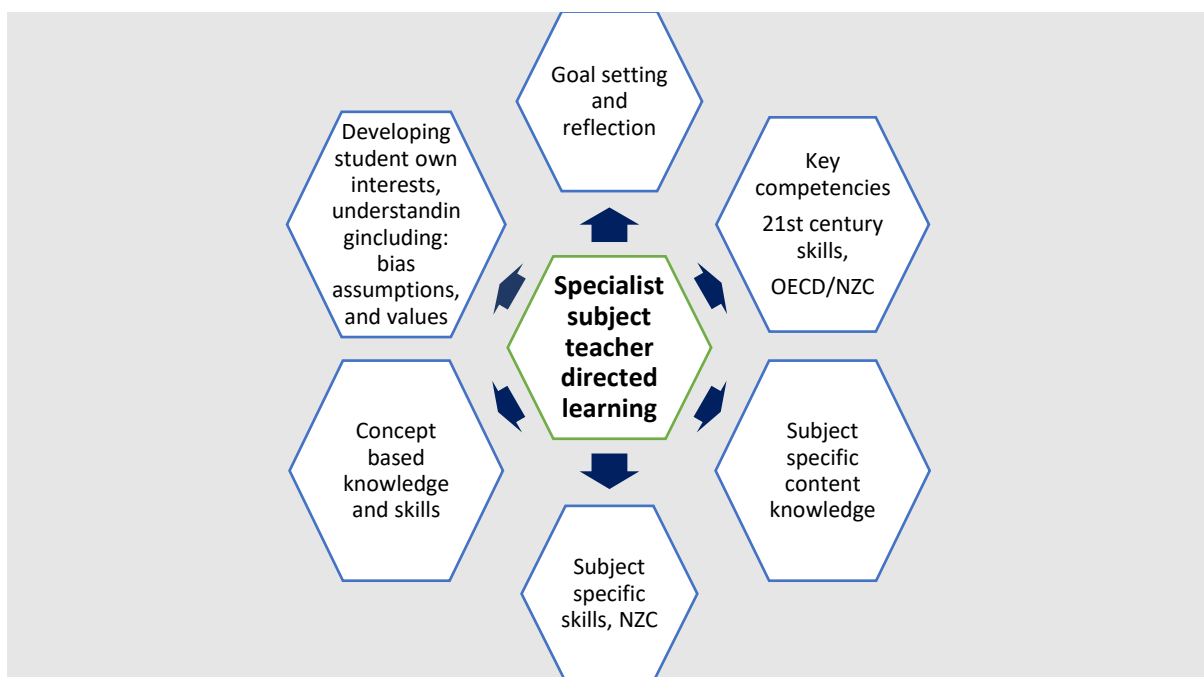 Goal setting
and
reflection
Developing
student own
interests,
understandin
gincluding:
bias
assumptions,
and values
Key
competencies
21st century
skills,
OECD/NZC
Specialist
subject
teacher
directed
learning
Concept
based
knowledge
and skills
Subject
specific
content
knowledge
Subject
specific
skills, NZC